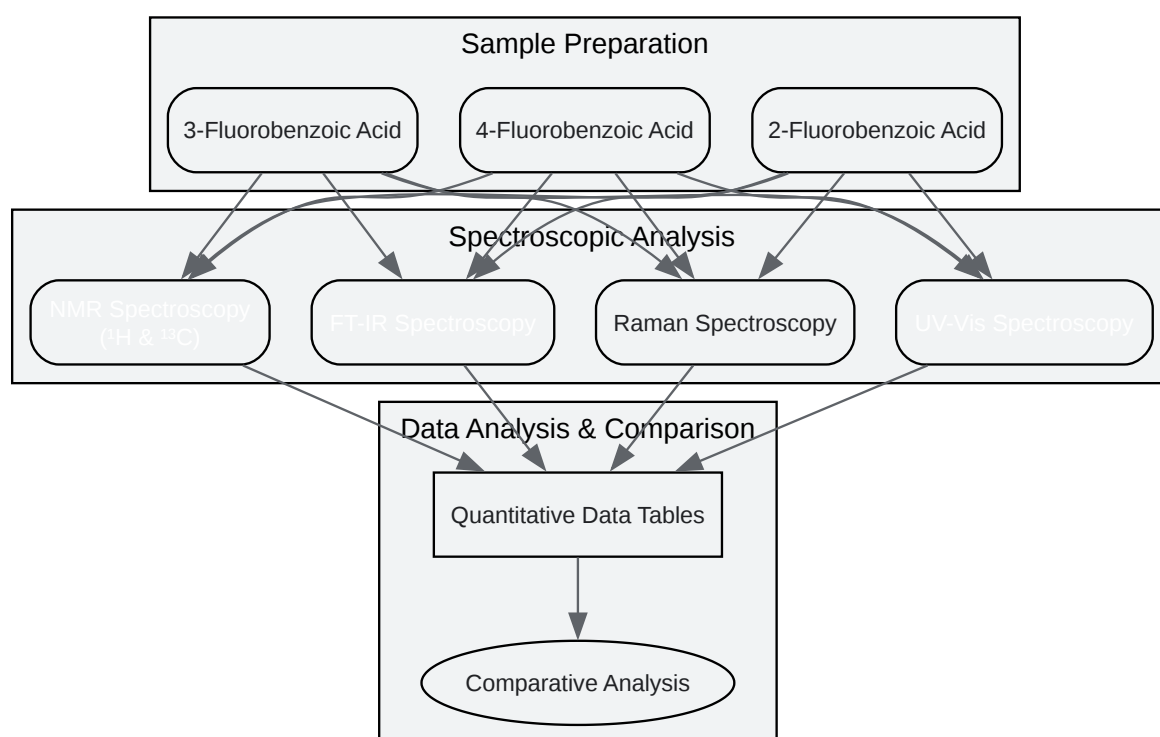 Sample Preparation
3-Fluorobenzoic Acid
4-Fluorobenzoic Acid
2-Fluorobenzoic Acid
Spectroscopic Analysis
NMR Spectroscopy
(¹H & ¹³C)
FT-IR Spectroscopy
Raman Spectroscopy
UV-Vis Spectroscopy
Data Analysis & Comparison
Quantitative Data Tables
Comparative Analysis